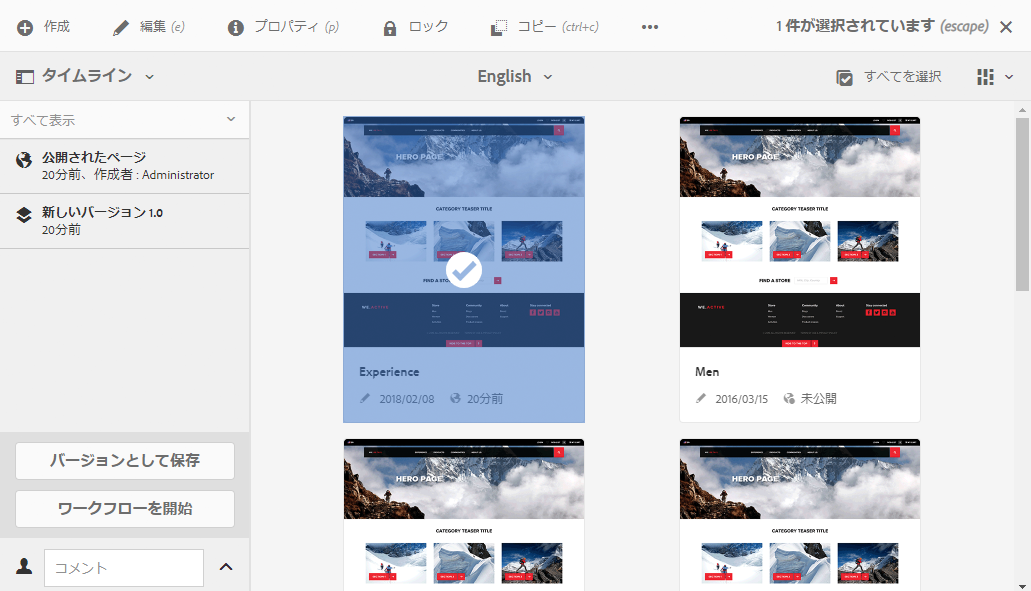 作成
編集 (e)
プロパティ (p)
ロック
コピー (ctrl+c)
1 件が選択されています (escape)
タイムライン
English
すべてを選択
すべて表示
公開されたページ
20分前、作成者 : Administrator
新しいバージョン 1.0
20分前
HERO PAGE
CATEGORY TEASER TITLE
FIND A STORE
Experience
2018/02/08
20分前
HERO PAGE
CATEGORY TEASER TITLE
FIND A STORE
Men
2016/03/15
未公開
HERO PAGE
CATEGORY TEASER TITLE
HERO PAGE
CATEGORY TEASER TITLE
バージョンとして保存
ワークフローを開始
コメント